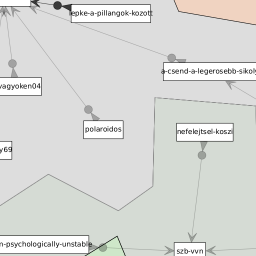 epke-a-pillangok-kozott
a-csend-a-legerosebb-sikoly
vagyoken04
polaroidos
nefelejtsel-koszi
y69
n-psychologically-unstable
szb-vvn